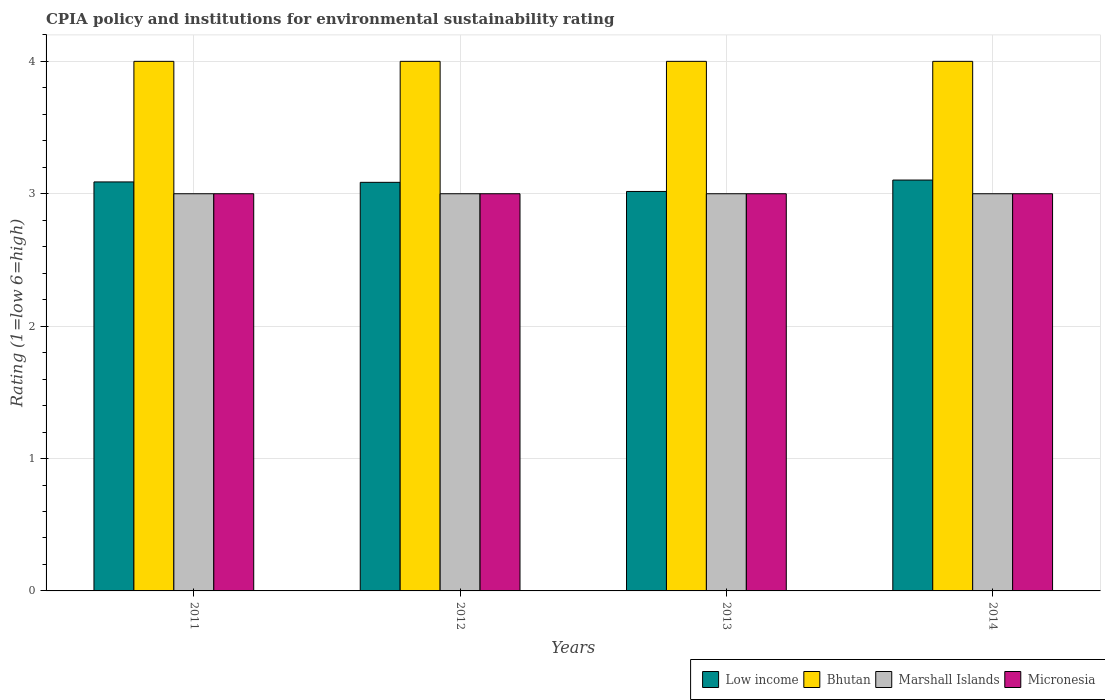 CPIA policy and institutions for environmental sustainability rating
Rating (1=low 6=high)
4
3
2
1
0
2011
2012
2013
2014
Years
Low income
Bhutan
Marshall Islands
Micronesia